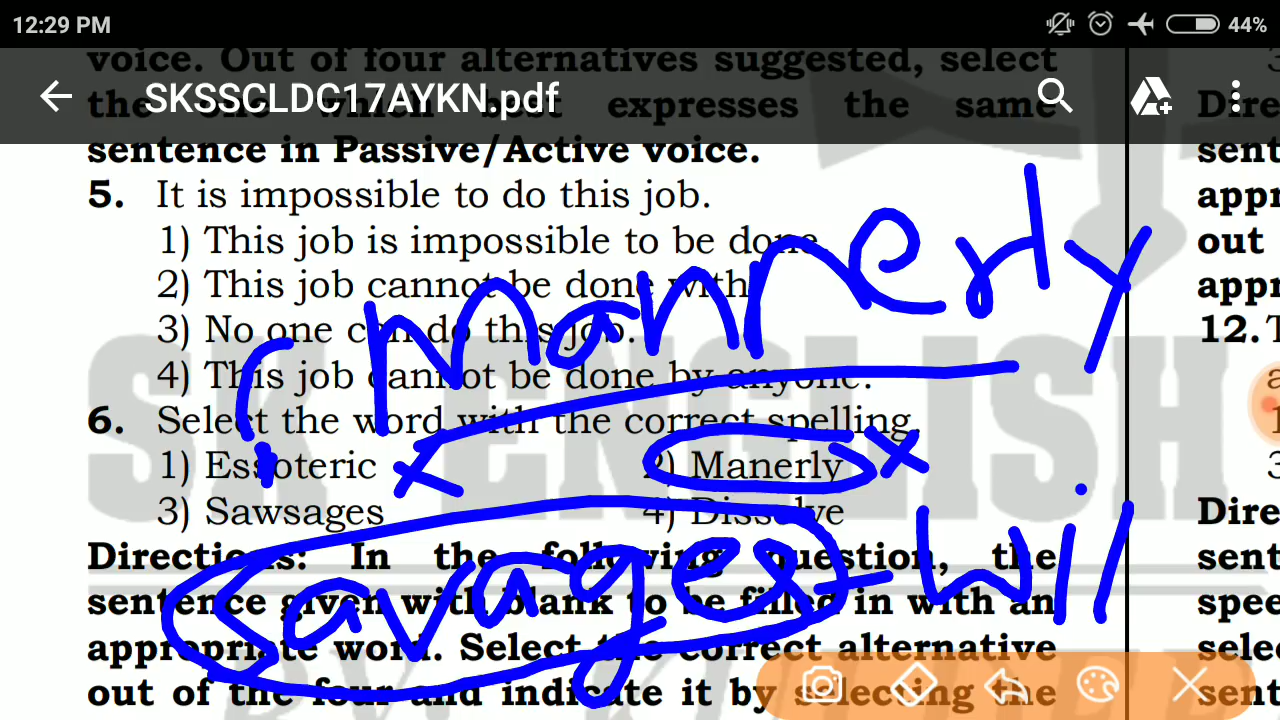 12:29 PM 44%
voice. Out of four alternatives suggested, select
SKSSCLDC17AYKN.pdf
the one which best expresses the same
sentence in Passive/Active voice.
5. It is impossible to do this job.
1) This job is impossible to be done.
2) This job cannot be done with
3) No one can do this job.
4) This job cannot be done by anyone.
6. Select the word with the correct spelling.
1) Essoteric 2) Manerly
3) Sawsages 4) Dissolve
Directions: In the following question, the
sentence given with blank to be filled in with an
appropriate word. Select the correct alternative
out of the four and indicate it by selecting the
Mannerly
Savages
wil
SK ENGLISH
Dire
sent
appr
out
appr
12. T
a
1
3
Dire
sent
spee
selec
sent